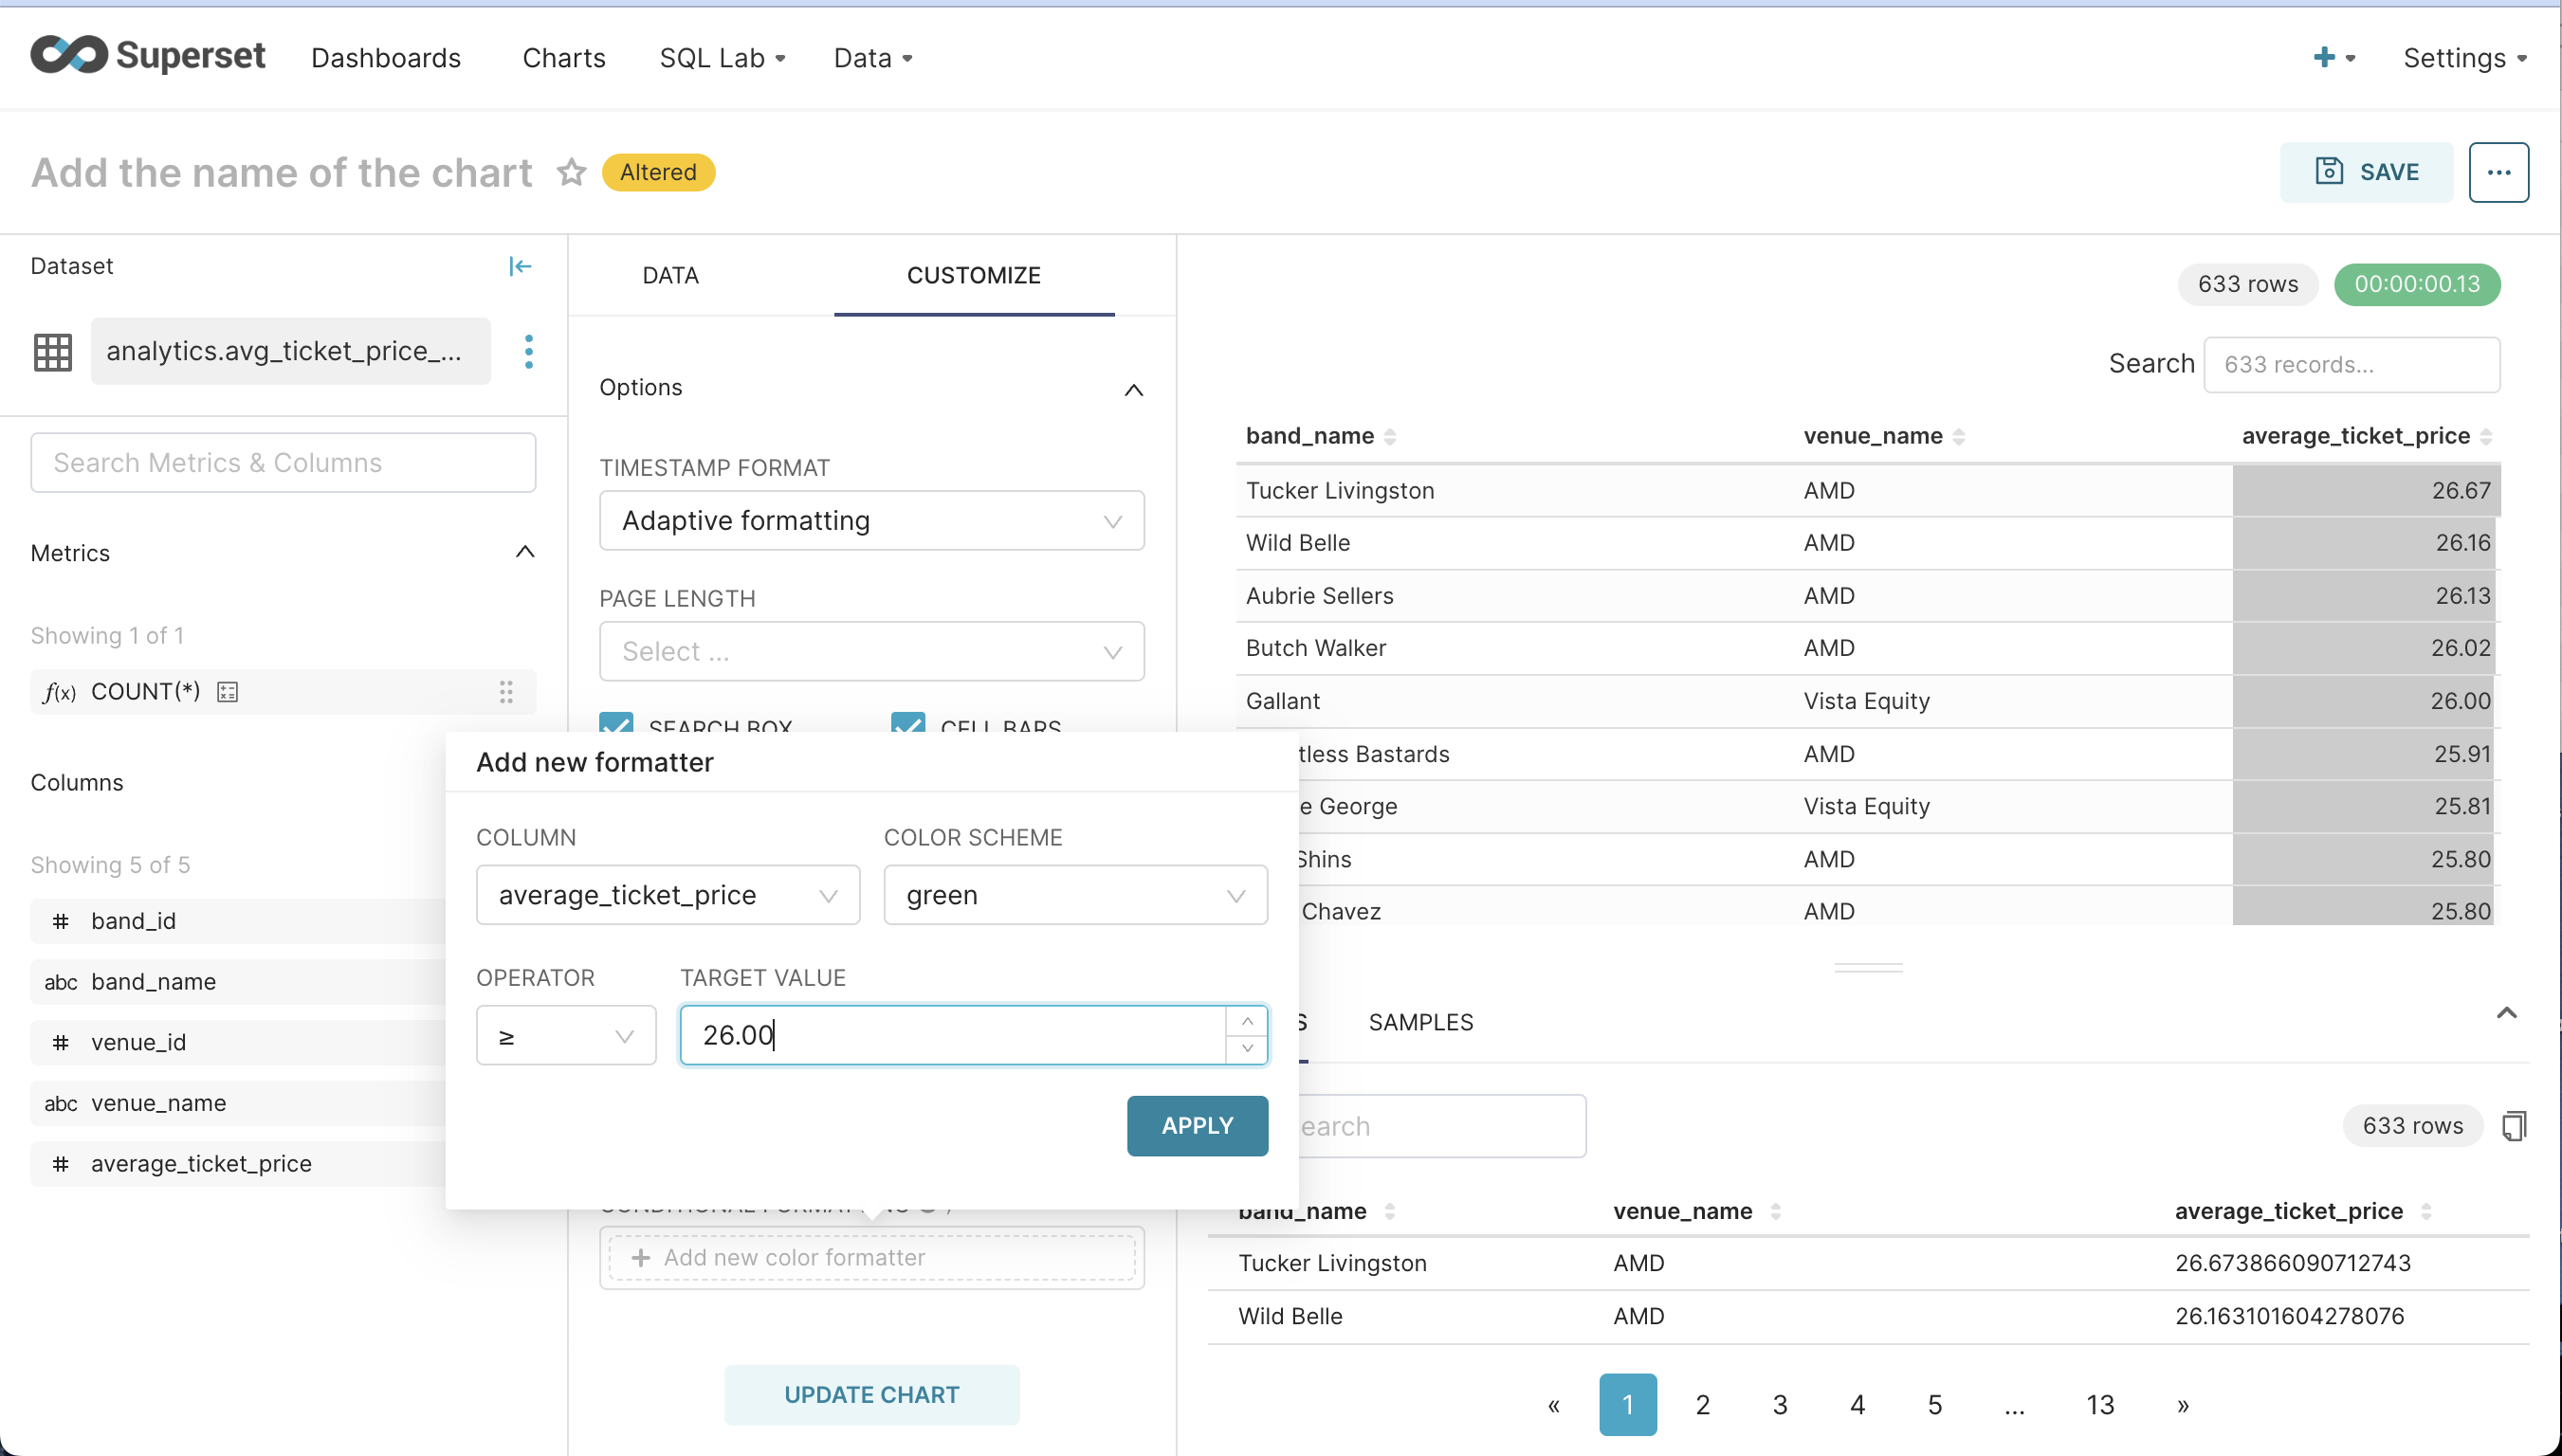 Superset
Dashboards
Charts
SQL Lab
Data
Settings
Add the name of the chart
Altered
SAVE
Dataset
analytics.avg_ticket_price_...
Search Metrics & Columns
Metrics
Showing 1 of 1
f(x) COUNT(*)
Columns
Showing 5 of 5
# band_id
abc band_name
# venue_id
abc venue_name
# average_ticket_price
DATA
CUSTOMIZE
Options
TIMESTAMP FORMAT
Adaptive formatting
PAGE LENGTH
Select ...
SEARCH BOX
CELL BARS
Add new formatter
COLUMN
COLOR SCHEME
average_ticket_price
green
OPERATOR
TARGET VALUE
≥
26.00
APPLY
CONDITIONAL FORMATTING
+ Add new color formatter
UPDATE CHART
633 rows
00:00:00.13
Search
633 records...
band_name venue_name average_ticket_price
Tucker Livingston AMD 26.67
Wild Belle AMD 26.16
Aubrie Sellers AMD 26.13
Butch Walker AMD 26.02
Gallant Vista Equity 26.00
tless Bastards AMD 25.91
e George Vista Equity 25.81
Shins AMD 25.80
Chavez AMD 25.80
S
SAMPLES
earch
633 rows
band_name venue_name average_ticket_price
Tucker Livingston AMD 26.673866090712743
Wild Belle AMD 26.163101604278076
« 1 2 3 4 5 ... 13 »